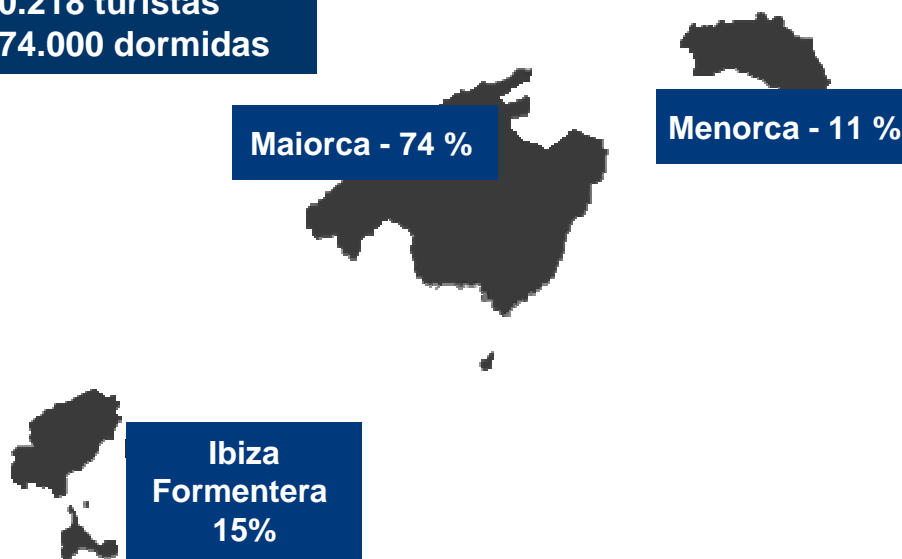 0.218 turistas
74.000 dormidas
Maiorca - 74 %
Menorca - 11 %
Ibiza
Formentera
15%